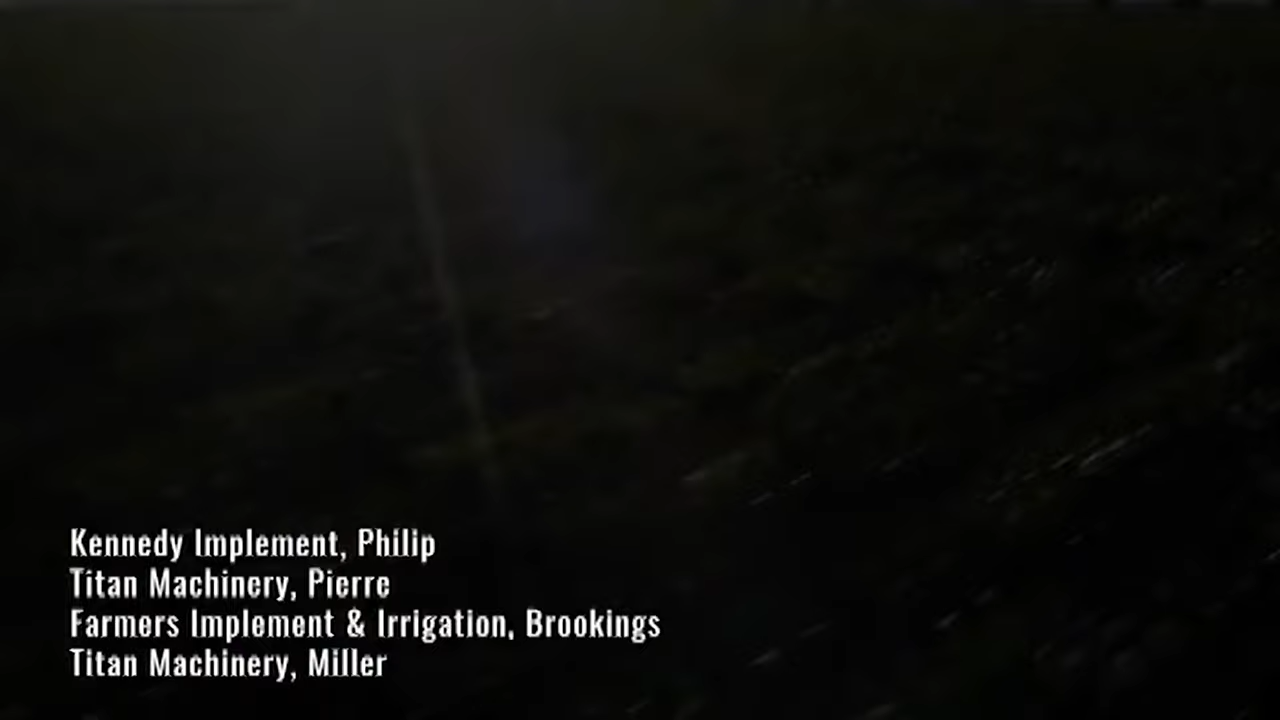 Kennedy Implement, Philip
Titan Machinery, Pierre
Farmers Implement & Irrigation, Brookings
Titan Machinery, Miller